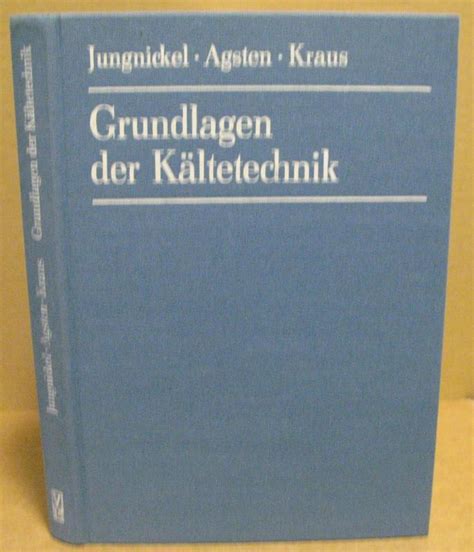 Jungnickel · Agsten · Kraus
Grundlagen
der Kältetechnik
Jungnickel · Agsten · Kraus Grundlagen der Kältetechnik